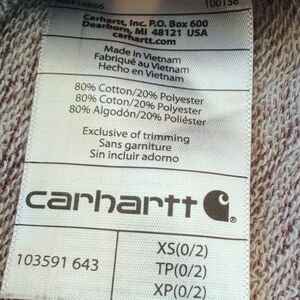 100156
Carhartt, Inc. P.O. Box 600
Dearborn, MI 48121 USA
carhartt.com
Made in Vietnam
Fabriqué au Vietnam
Hecho en Vietnam
80% Cotton/20% Polyester
80% Coton/20% Polyester
80% Algodón/20% Poliéster
Exclusive of trimming
Sans garniture
Sin incluir adorno
carhartt
103591 643
XS(0/2)
TP(0/2)
XP(0/2)